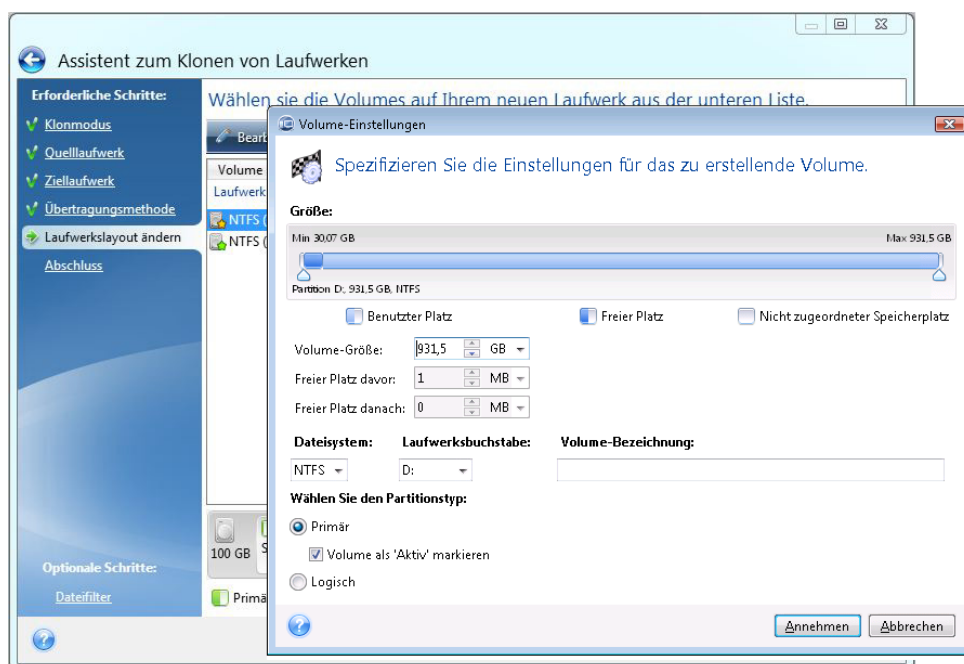 Assistent zum Klonen von Laufwerken
Erforderliche Schritte:
Klonmodus
Quelllaufwerk
Ziellaufwerk
Übertragungsmethode
Laufwerkslayout ändern
Abschluss
Optionale Schritte:
Dateifilter
Wählen sie die Volumes auf Ihrem neuen Laufwerk aus der unteren Liste.
Volume
Laufwerk
NTFS (
NTFS (
100 GB
Volume-Einstellungen
Spezifizieren Sie die Einstellungen für das zu erstellende Volume.
Größe:
Min 30,07 GB Max 931,5 GB
Partition D:, 931,5 GB, NTFS
Benutzter Platz Freier Platz Nicht zugeordneter Speicherplatz
Volume-Größe: 931,5 GB
Freier Platz davor: 1 MB
Freier Platz danach: 0 MB
Dateisystem: Laufwerksbuchstabe: Volume-Bezeichnung:
NTFS D:
Wählen Sie den Partitionstyp:
Primär
Volume als 'Aktiv' markieren
Logisch
Annehmen Abbrechen